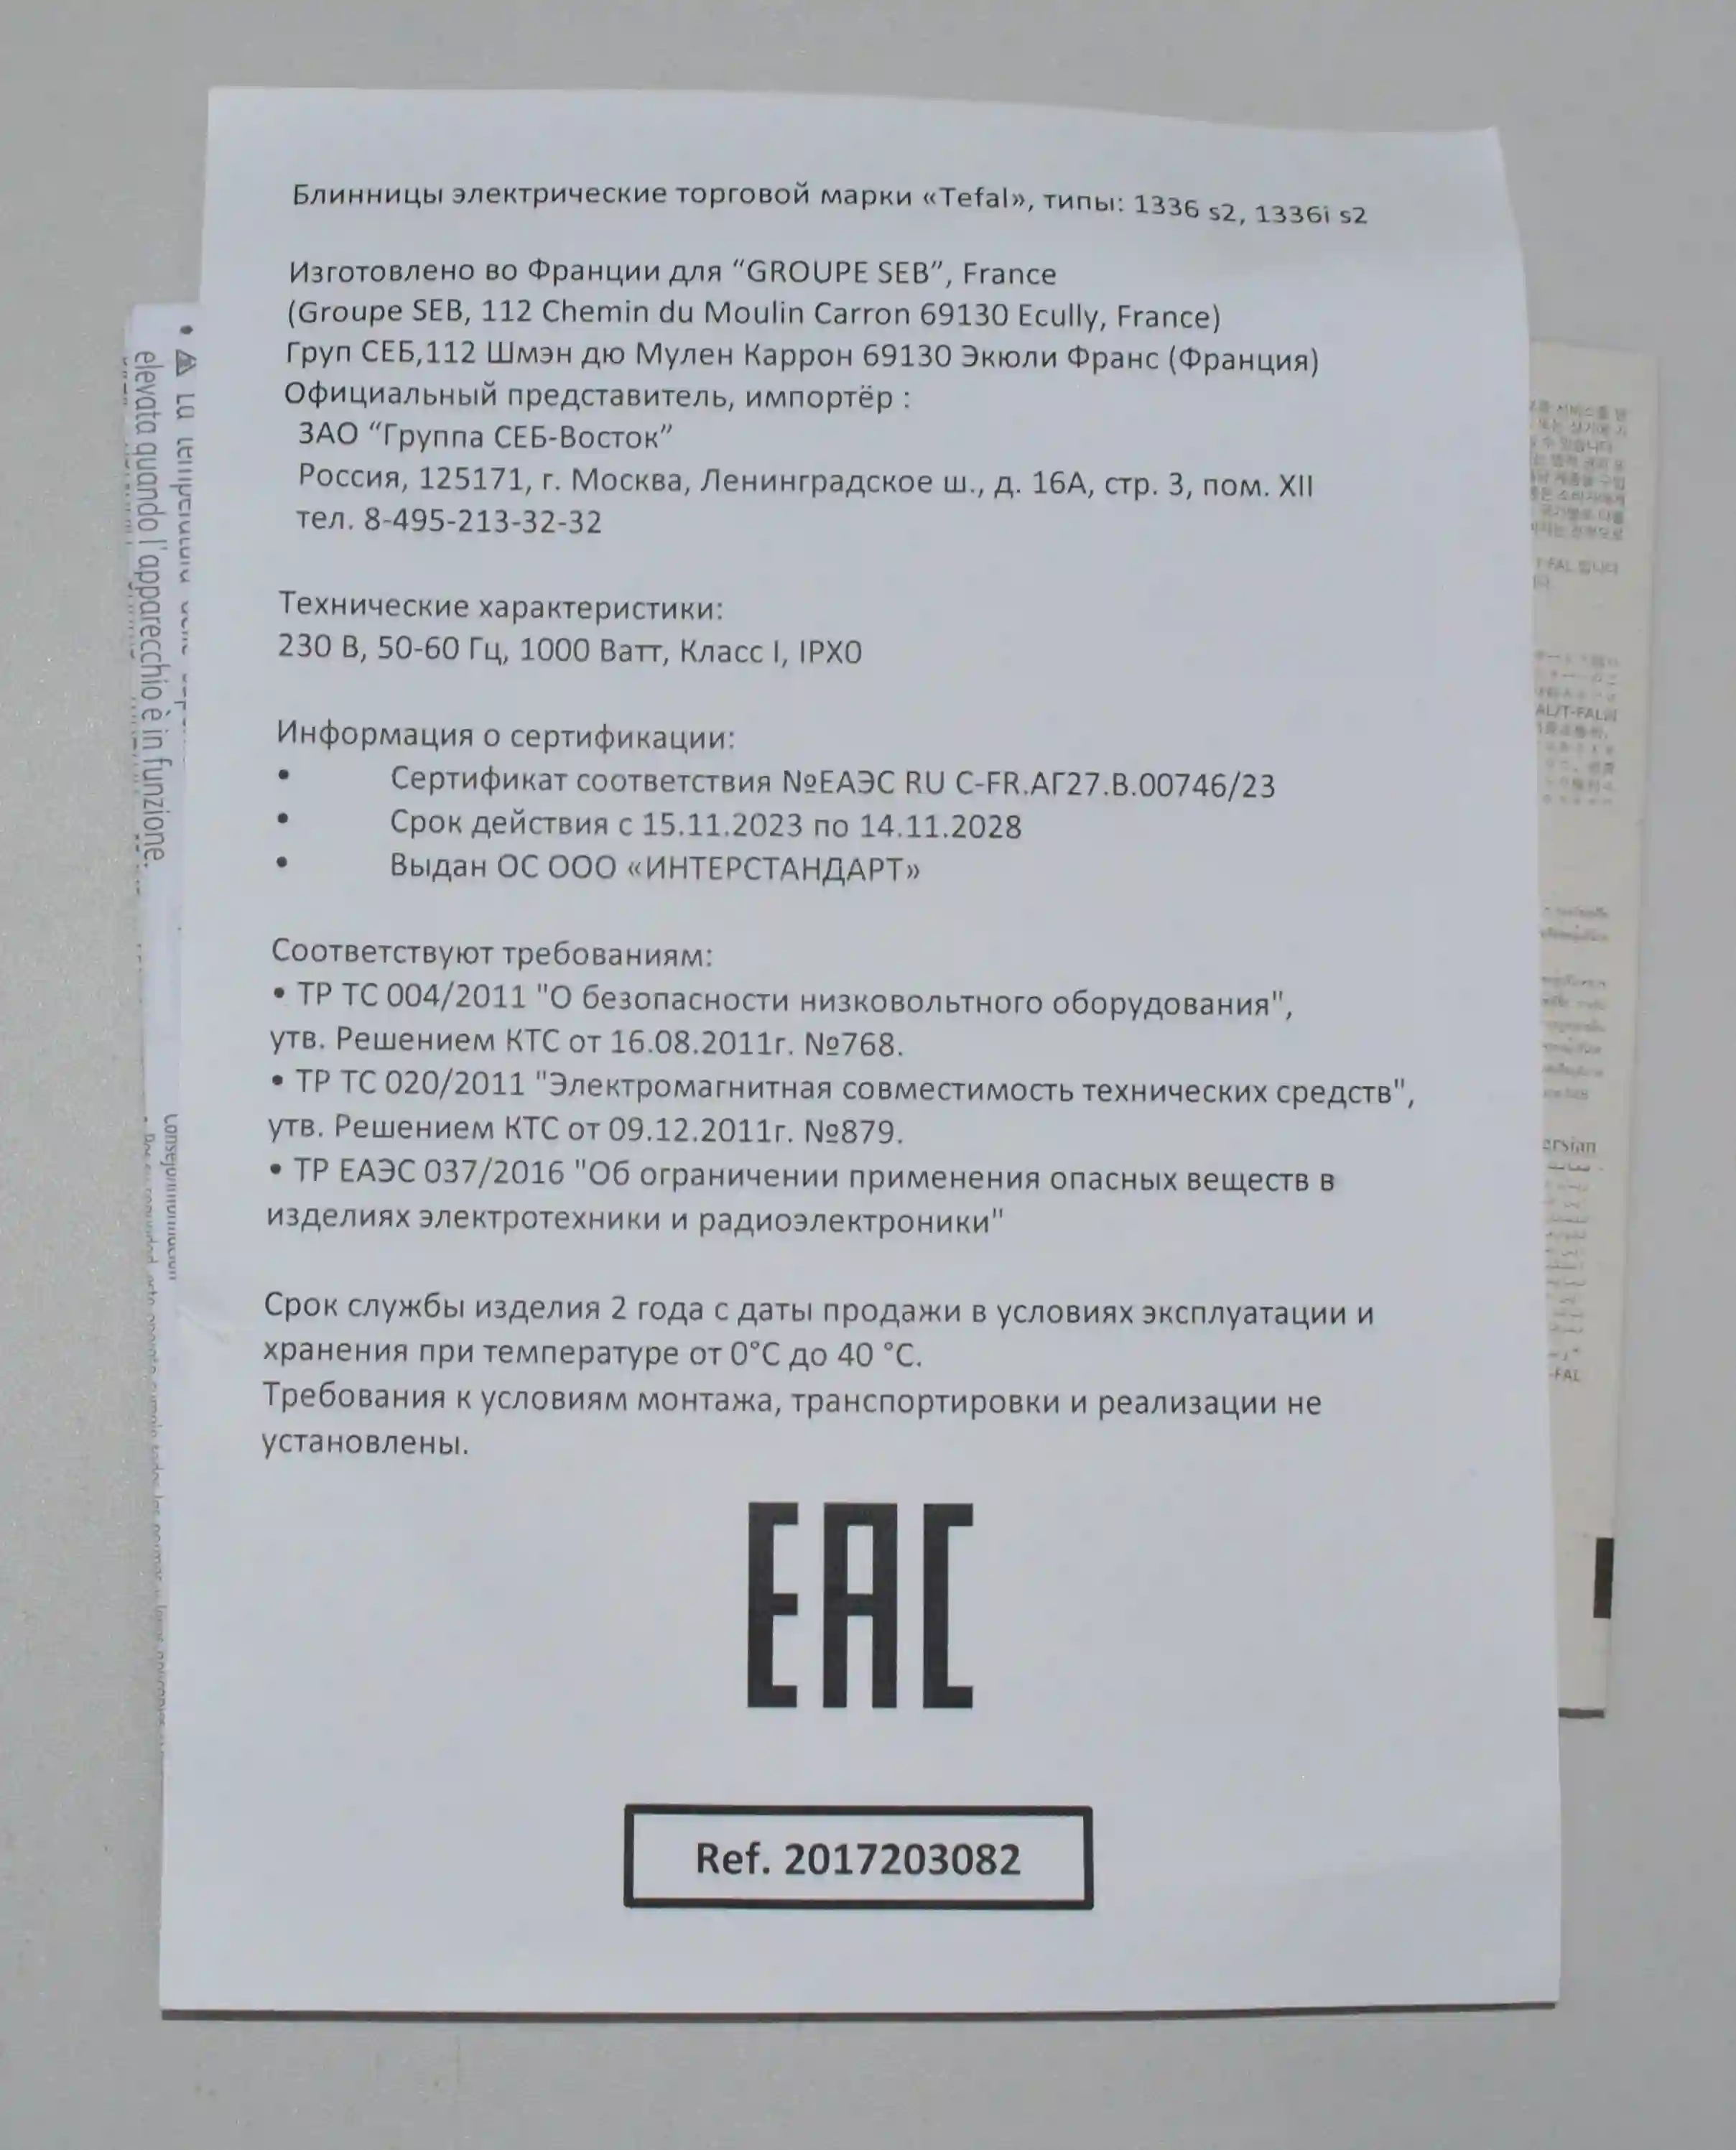 Блинницы электрические торговой марки «Tefal», типы: 1336 s2, 1336i s2
Изготовлено во Франции для "GROUPE SEB", France
(Groupe SEB, 112 Chemin du Moulin Carron 69130 Ecully, France)
Груп СЕБ,112 Шмэн дю Мулен Каррон 69130 Экюли Франс (Франция)
Официальный представитель, импортёр :
ЗАО "Группа СЕБ-Восток"
Россия, 125171, г. Москва, Ленинградское ш., д. 16А, стр. 3, пом. XII
тел. 8-495-213-32-32
Технические характеристики:
230 В, 50-60 Гц, 1000 Ватт, Класс I, IPX0
Информация о сертификации:
• Сертификат соответствия №ЕАЭС RU С-FR.АГ27.В.00746/23
• Срок действия с 15.11.2023 по 14.11.2028
• Выдан ОС ООО «ИНТЕРСТАНДАРТ»
Соответствуют требованиям:
• ТР ТС 004/2011 "О безопасности низковольтного оборудования",
утв. Решением КТС от 16.08.2011г. №768.
• ТР ТС 020/2011 "Электромагнитная совместимость технических средств",
утв. Решением КТС от 09.12.2011г. №879.
• ТР ЕАЭС 037/2016 "Об ограничении применения опасных веществ в
изделиях электротехники и радиоэлектроники"
Срок службы изделия 2 года с даты продажи в условиях эксплуатации и
хранения при температуре от 0°C до 40 °C.
Требования к условиям монтажа, транспортировки и реализации не
установлены.
EAC
Ref. 2017203082
• La
elevata quando l'apparecchio è in funzione.